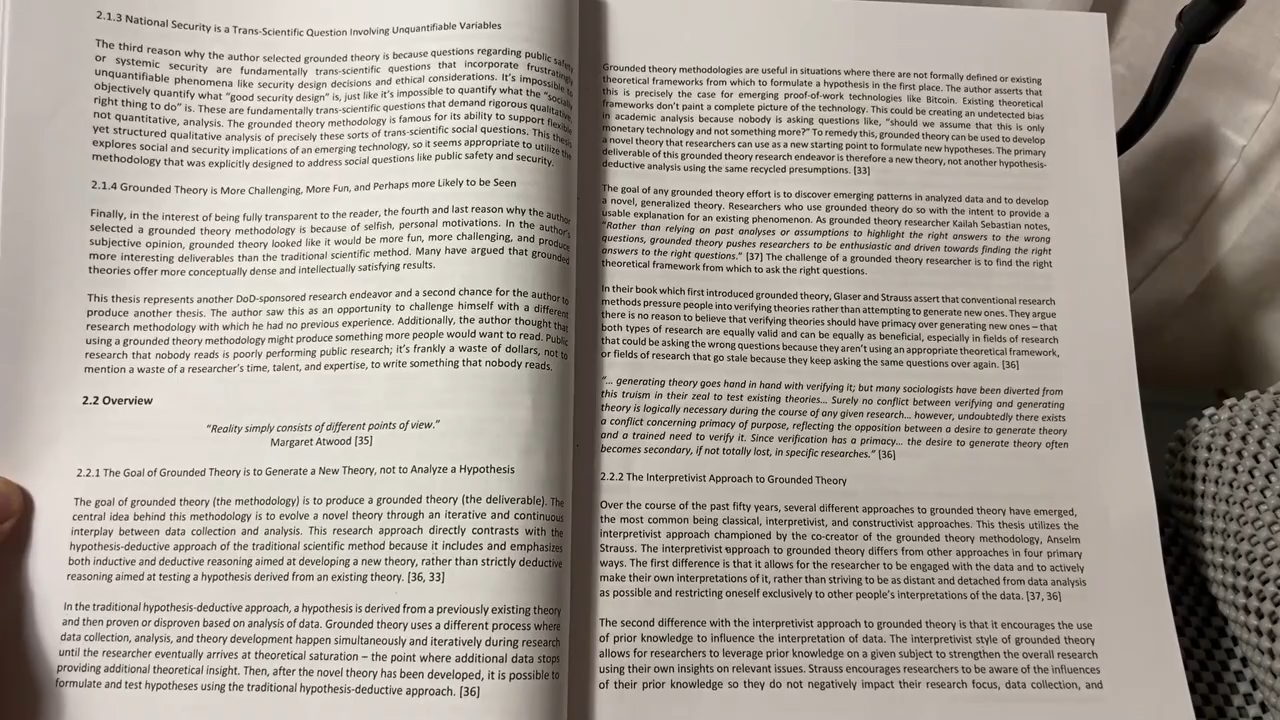 2.1.3 National Security is a Trans-Scientific Question Involving Unquantifiable Variables
The third reason why the author selected grounded theory is because questions regarding public safety
or systemic security are fundamentally trans-scientific questions that incorporate frustratingly
unquantifiable phenomena like security design decisions and ethical considerations. It's impossible to
objectively quantify what "good security design" is, just like it's impossible to quantify what the "socially
right thing to do" is. These are fundamentally trans-scientific questions that demand rigorous qualitative,
not quantitative, analysis. The grounded theory methodology is famous for its ability to support flexible
yet structured qualitative analysis of precisely these sorts of trans-scientific social questions. This thesis
explores social and security implications of an emerging technology, so it seems appropriate to utilize the
methodology that was explicitly designed to address social questions like public safety and security.
2.1.4 Grounded Theory is More Challenging, More Fun, and Perhaps more Likely to be Seen
Finally, in the interest of being fully transparent to the reader, the fourth and last reason why the author
selected a grounded theory methodology is because of selfish, personal motivations. In the author's
subjective opinion, grounded theory looked like it would be more fun, more challenging, and produce
more interesting deliverables than the traditional scientific method. Many have argued that grounded
theories offer more conceptually dense and intellectually satisfying results.
This thesis represents another DoD-sponsored research endeavor and a second chance for the author to
produce another thesis. The author saw this as an opportunity to challenge himself with a different
research methodology with which he had no previous experience. Additionally, the author thought that
using a grounded theory methodology might produce something more people would want to read. Public
research that nobody reads is poorly performing public research; it's frankly a waste of dollars, not to
mention a waste of a researcher's time, talent, and expertise, to write something that nobody reads.
2.2 Overview
"Reality simply consists of different points of view."
Margaret Atwood [35]
2.2.1 The Goal of Grounded Theory is to Generate a New Theory, not to Analyze a Hypothesis
The goal of grounded theory (the methodology) is to produce a grounded theory (the deliverable). The
central idea behind this methodology is to evolve a novel theory through an iterative and continuous
interplay between data collection and analysis. This research approach directly contrasts with the
hypothesis-deductive approach of the traditional scientific method because it includes and emphasizes
both inductive and deductive reasoning aimed at developing a new theory, rather than strictly deductive
reasoning aimed at testing a hypothesis derived from an existing theory. [36, 33]
In the traditional hypothesis-deductive approach, a hypothesis is derived from a previously existing theory
and then proven or disproven based on analysis of data. Grounded theory uses a different process where
data collection, analysis, and theory development happen simultaneously and iteratively during research
until the researcher eventually arrives at theoretical saturation – the point where additional data stops
providing additional theoretical insight. Then, after the novel theory has been developed, it is possible to
formulate and test hypotheses using the traditional hypothesis-deductive approach. [36]
Grounded theory methodologies are useful in situations where there are not formally defined or existing
theoretical frameworks from which to formulate a hypothesis in the first place. The author asserts that
this is precisely the case for emerging proof-of-work technologies like Bitcoin. Existing theoretical
frameworks don't paint a complete picture of the technology. This could be creating an undetected bias
in academic analysis because nobody is asking questions like, "should we assume that this is only
monetary technology and not something more?" To remedy this, grounded theory can be used to develop
a novel theory that researchers can use as a new starting point to formulate new hypotheses. The primary
deliverable of this grounded theory research endeavor is therefore a new theory, not another hypothesis-
deductive analysis using the same recycled presumptions. [33]
The goal of any grounded theory effort is to discover emerging patterns in analyzed data and to develop
a novel, generalized theory. Researchers who use grounded theory do so with the intent to provide a
usable explanation for an existing phenomenon. As grounded theory researcher Kailah Sebastian notes,
"Rather than relying on past analyses or assumptions to highlight the right answers to the wrong
questions, grounded theory pushes researchers to be enthusiastic and driven towards finding the right
answers to the right questions." [37] The challenge of a grounded theory researcher is to find the right
theoretical framework from which to ask the right questions.
In their book which first introduced grounded theory, Glaser and Strauss assert that conventional research
methods pressure people into verifying theories rather than attempting to generate new ones. They argue
there is no reason to believe that verifying theories should have primacy over generating new ones – that
both types of research are equally valid and can be equally as beneficial, especially in fields of research
that could be asking the wrong questions because they aren't using an appropriate theoretical framework,
or fields of research that go stale because they keep asking the same questions over again. [36]
"... generating theory goes hand in hand with verifying it; but many sociologists have been diverted from
this truism in their zeal to test existing theories... Surely no conflict between verifying and generating
theory is logically necessary during the course of any given research... however, undoubtedly there exists
a conflict concerning primacy of purpose, reflecting the opposition between a desire to generate theory
and a trained need to verify it. Since verification has a primacy... the desire to generate theory often
becomes secondary, if not totally lost, in specific researches." [36]
2.2.2 The Interpretivist Approach to Grounded Theory
Over the course of the past fifty years, several different approaches to grounded theory have emerged,
the most common being classical, interpretivist, and constructivist approaches. This thesis utilizes the
interpretivist approach championed by the co-creator of the grounded theory methodology, Anselm
Strauss. The interpretivist approach to grounded theory differs from other approaches in four primary
ways. The first difference is that it allows for the researcher to be engaged with the data and to actively
make their own interpretations of it, rather than striving to be as distant and detached from data analysis
as possible and restricting oneself exclusively to other people's interpretations of the data. [37, 36]
The second difference with the interpretivist approach to grounded theory is that it encourages the use
of prior knowledge to influence the interpretation of data. The interpretivist style of grounded theory
allows for researchers to leverage prior knowledge on a given subject to strengthen the overall research
using their own insights on relevant issues. Strauss encourages researchers to be aware of the influences
of their prior knowledge so they do not negatively impact their research focus, data collection, and